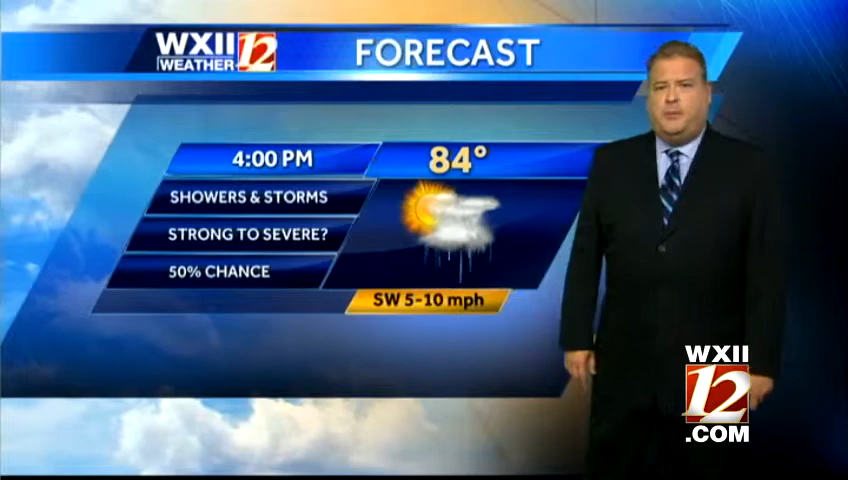 WXII 12
WEATHER
FORECAST
4:00 PM
84°
SHOWERS & STORMS
STRONG TO SEVERE?
50% CHANCE
SW 5-10 mph
WXII
12
.COM